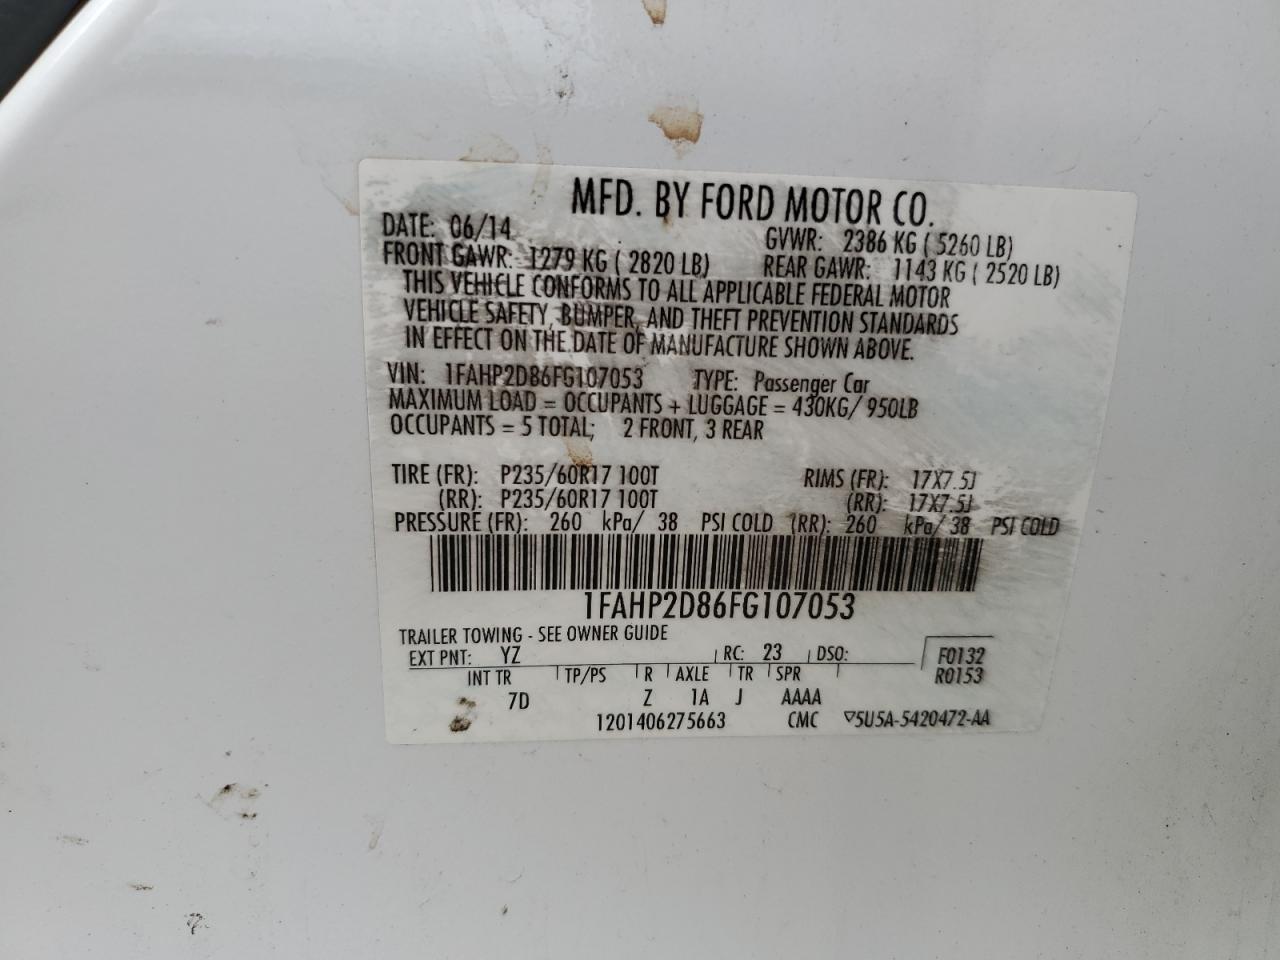 MFD. BY FORD MOTOR CO.
DATE: 06/14 GVWR: 2386 KG ( 5260 LB)
FRONT GAWR: 1279 KG ( 2820 LB) REAR GAWR: 1143 KG ( 2520 LB)
THIS VEHICLE CONFORMS TO ALL APPLICABLE FEDERAL MOTOR
VEHICLE SAFETY, BUMPER, AND THEFT PREVENTION STANDARDS
IN EFFECT ON THE DATE OF MANUFACTURE SHOWN ABOVE.
VIN: 1FAHP2D86FG107053 TYPE: Passenger Car
MAXIMUM LOAD = OCCUPANTS + LUGGAGE = 430KG/ 950LB
OCCUPANTS = 5 TOTAL; 2 FRONT, 3 REAR
TIRE (FR): P235/60R17 100T RIMS (FR): 17X7.5J
(RR): P235/60R17 100T (RR): 17X7.5J
PRESSURE (FR): 260 kPa/ 38 PSI COLD (RR): 260 kPa/ 38 PSI COLD
1FAHP2D86FG107053
TRAILER TOWING - SEE OWNER GUIDE
EXT PNT: YZ RC: 23 DSO: F0132
INT TR TP/PS R AXLE TR SPR R0153
7D Z 1A J AAAA
1201406275663 CMC ▽5U5A-5420472-AA